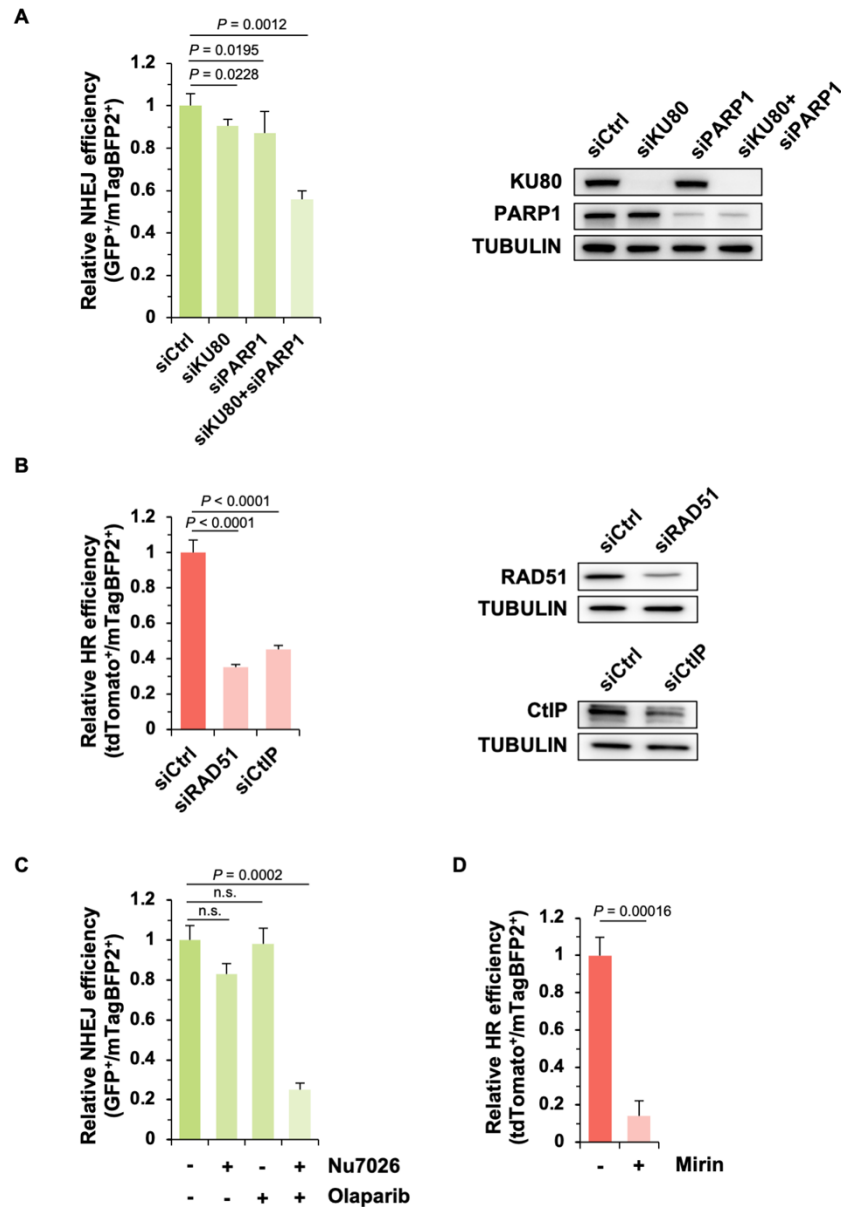 A
P = 0.0012
P = 0.0195
P = 0.0228
Relative NHEJ efficiency
(GFP⁺/mTagBFP2⁺)
1.2
1
0.8
0.6
0.4
0.2
0
siCtrl
siKU80
siPARP1
siKU80+siPARP1
siCtrl
siKU80
siPARP1
siKU80+
siPARP1
KU80
PARP1
TUBULIN
B
P < 0.0001
P < 0.0001
Relative HR efficiency
(tdTomato⁺/mTagBFP2⁺)
1.2
1
0.8
0.6
0.4
0.2
0
siCtrl
siRAD51
siCtIP
siCtrl
siRAD51
RAD51
TUBULIN
siCtrl
siCtIP
CtIP
TUBULIN
C
P = 0.0002
n.s.
n.s.
Relative NHEJ efficiency
(GFP⁺/mTagBFP2⁺)
1.2
1
0.8
0.6
0.4
0.2
0
- + - + Nu7026
- - + + Olaparib
D
P = 0.00016
Relative HR efficiency
(tdTomato⁺/mTagBFP2⁺)
1.2
1
0.8
0.6
0.4
0.2
0
- + Mirin